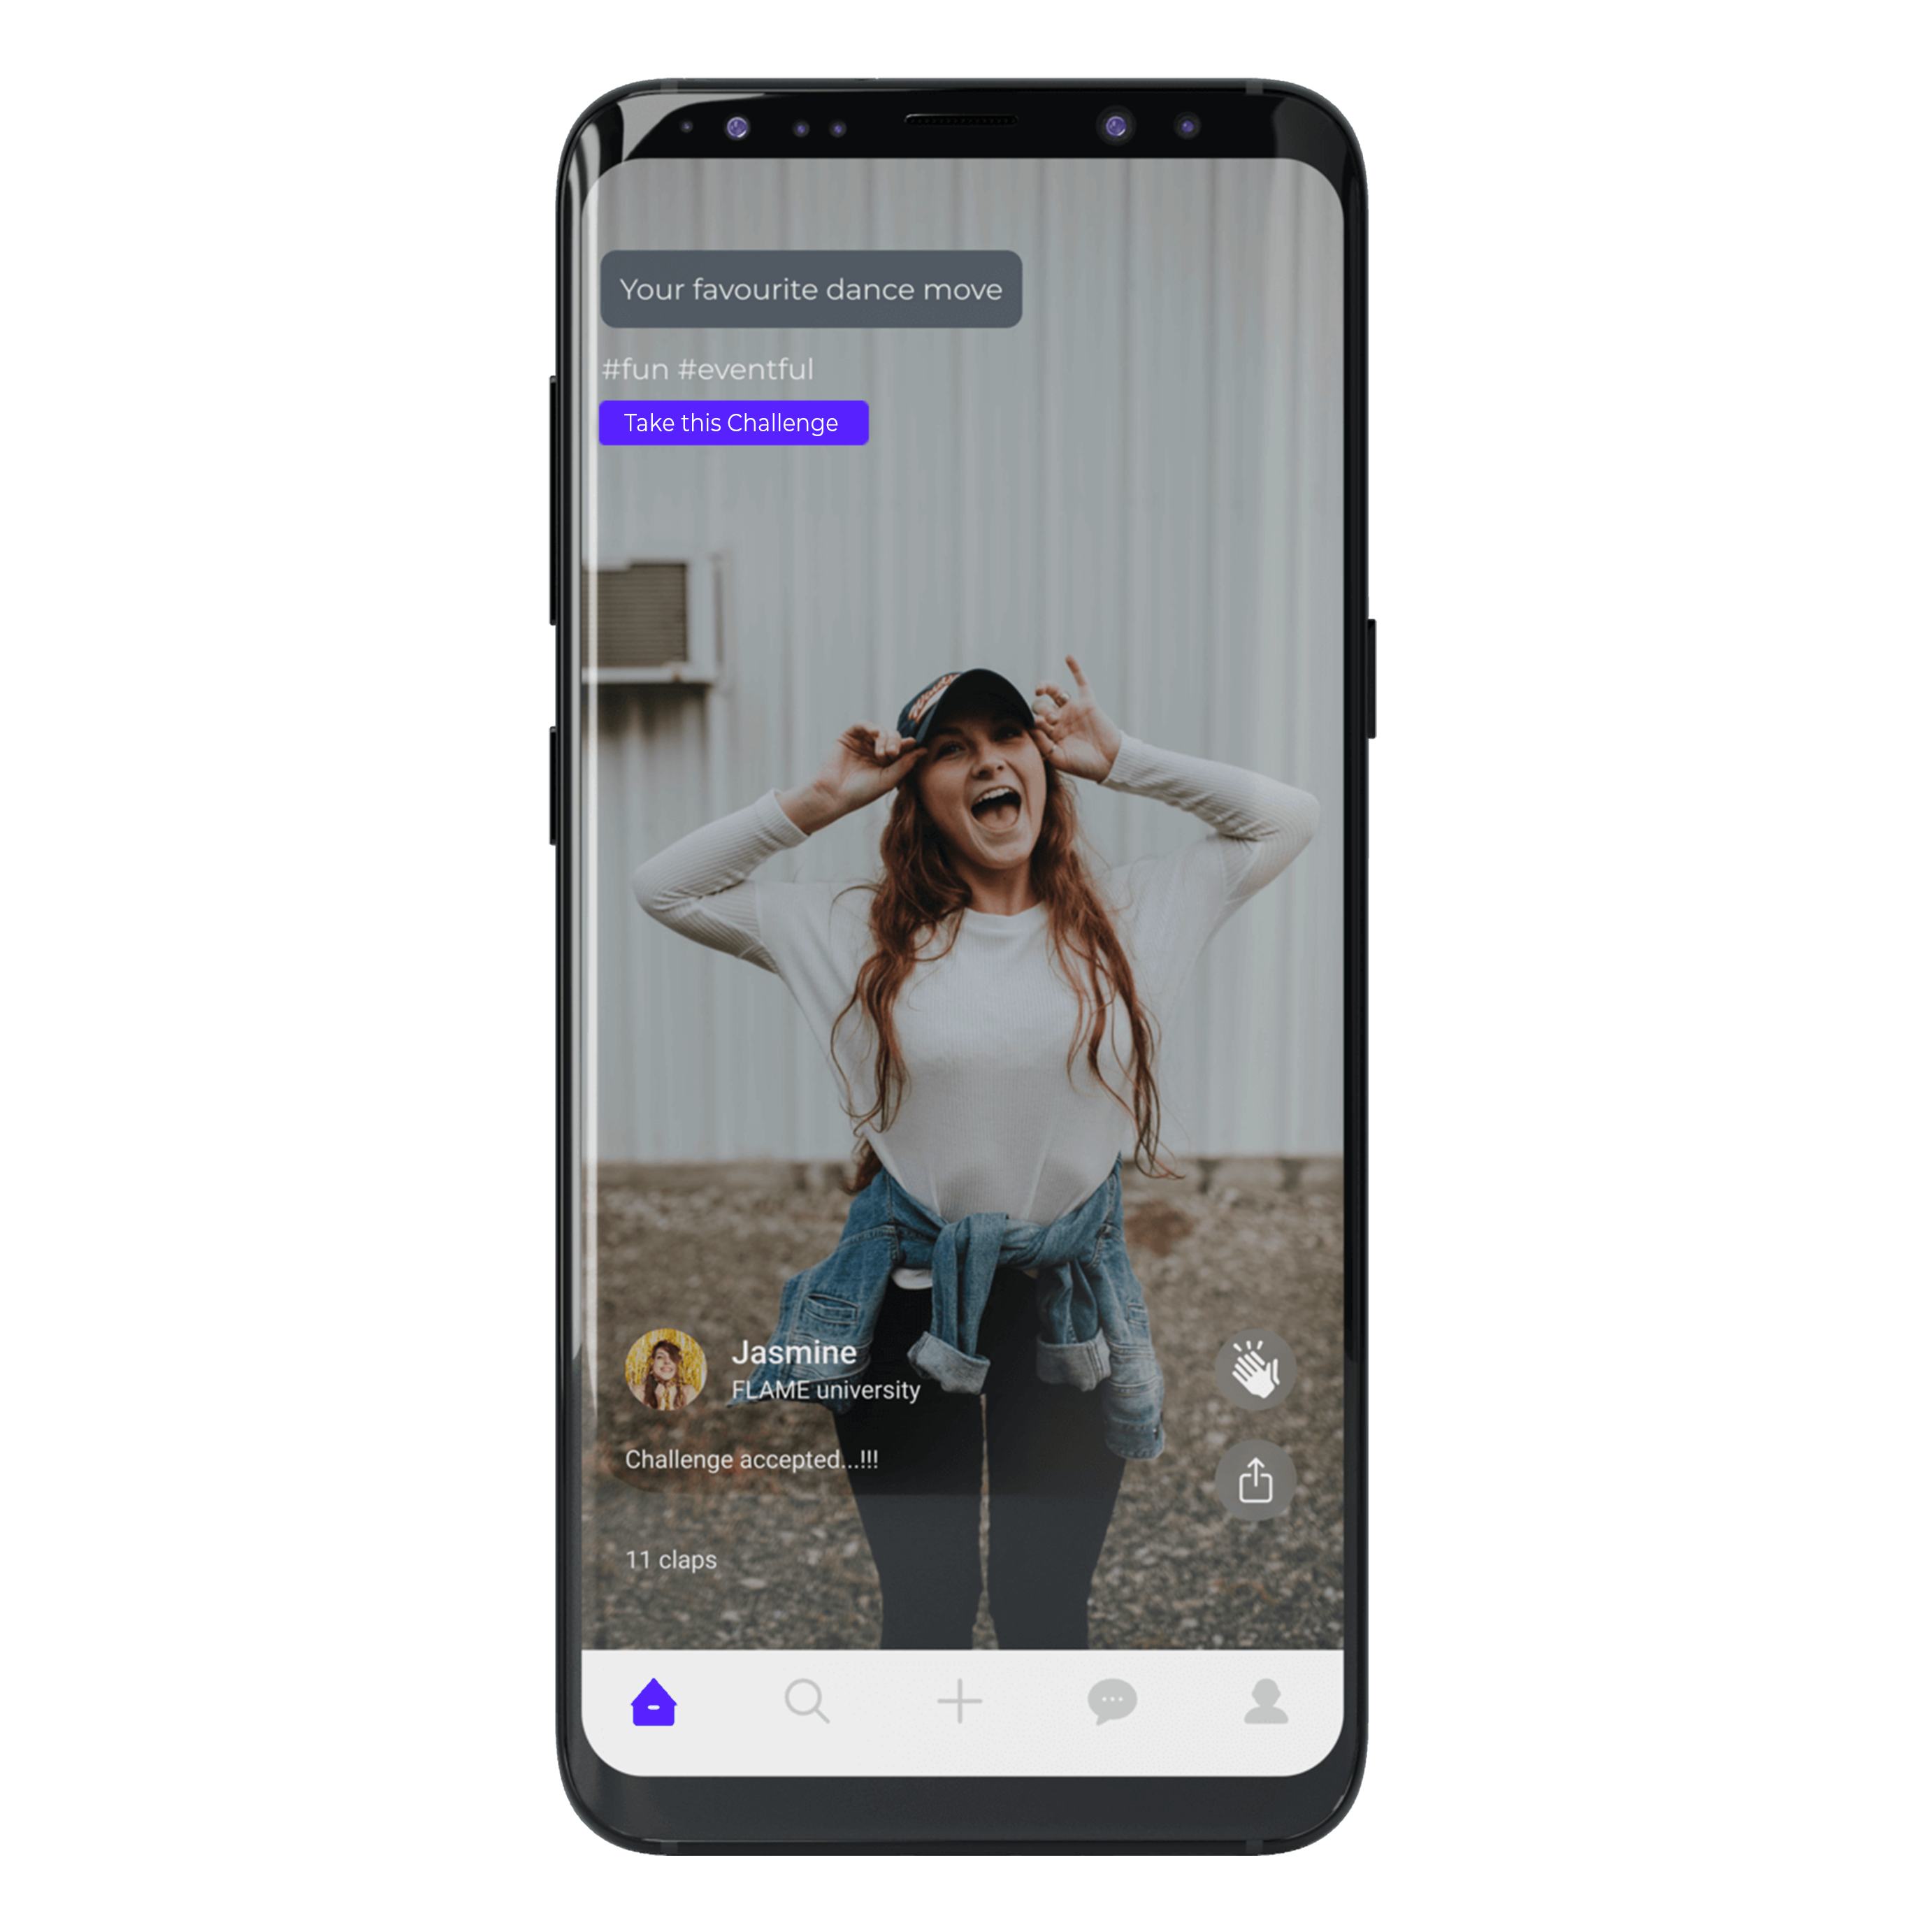 Your favourite dance move
#fun #eventful
Take this Challenge
Jasmine
FLAME university
Challenge accepted...!!!
11 claps